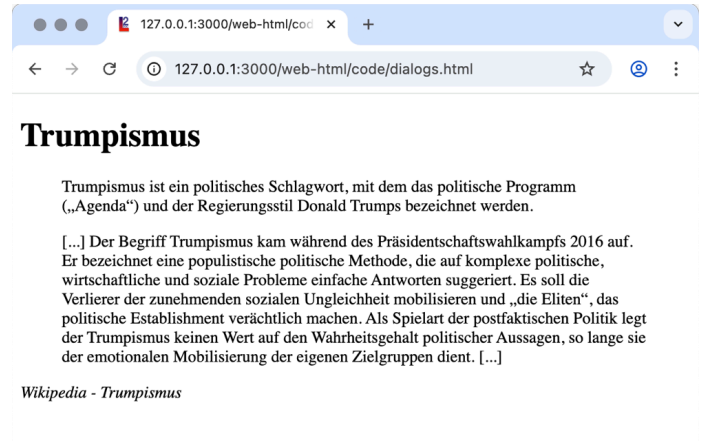 127.0.0.1:3000/web-html/cod
127.0.0.1:3000/web-html/code/dialogs.html
Trumpismus
Trumpismus ist ein politisches Schlagwort, mit dem das politische Programm
(„Agenda“) und der Regierungsstil Donald Trumps bezeichnet werden.
[...] Der Begriff Trumpismus kam während des Präsidentschaftswahlkampfs 2016 auf.
Er bezeichnet eine populistische politische Methode, die auf komplexe politische,
wirtschaftliche und soziale Probleme einfache Antworten suggeriert. Es soll die
Verlierer der zunehmenden sozialen Ungleichheit mobilisieren und „die Eliten“, das
politische Establishment verächtlich machen. Als Spielart der postfaktischen Politik legt
der Trumpismus keinen Wert auf den Wahrheitsgehalt politischer Aussagen, so lange sie
der emotionalen Mobilisierung der eigenen Zielgruppen dient. [...]
Wikipedia - Trumpismus